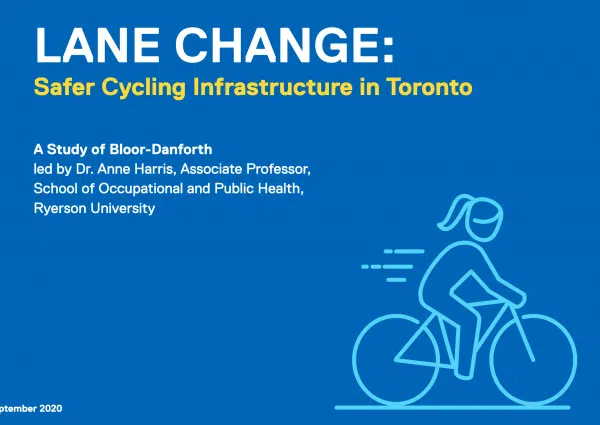 LANE CHANGE:
Safer Cycling Infrastructure in Toronto
A Study of Bloor-Danforth
led by Dr. Anne Harris, Associate Professor,
School of Occupational and Public Health,
Ryerson University
ptember 2020